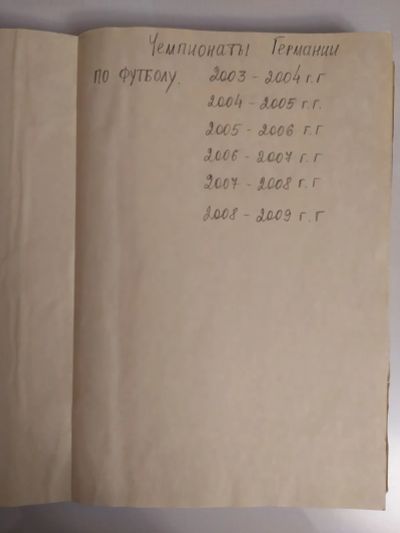 Чемпионаты Германии
по футболу. 2003 - 2004 г.г
2004 - 2005 г.г.
2005 - 2006 г.г
2006 - 2007 г.г
2007 - 2008 г.г
2008 - 2009 г.г